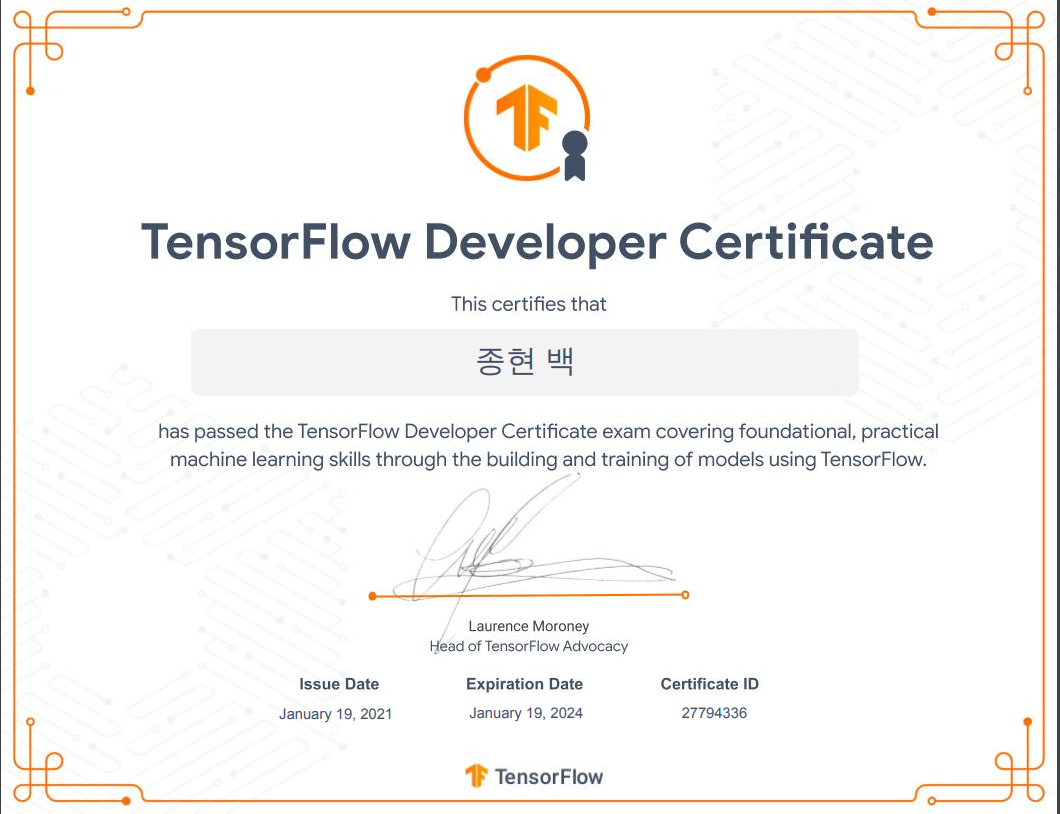 TensorFlow Developer Certificate
This certifies that
종현 백
has passed the TensorFlow Developer Certificate exam covering foundational, practical
machine learning skills through the building and training of models using TensorFlow.
Laurence Moroney
Head of TensorFlow Advocacy
Issue Date Expiration Date Certificate ID
January 19, 2021 January 19, 2024 27794336
TensorFlow